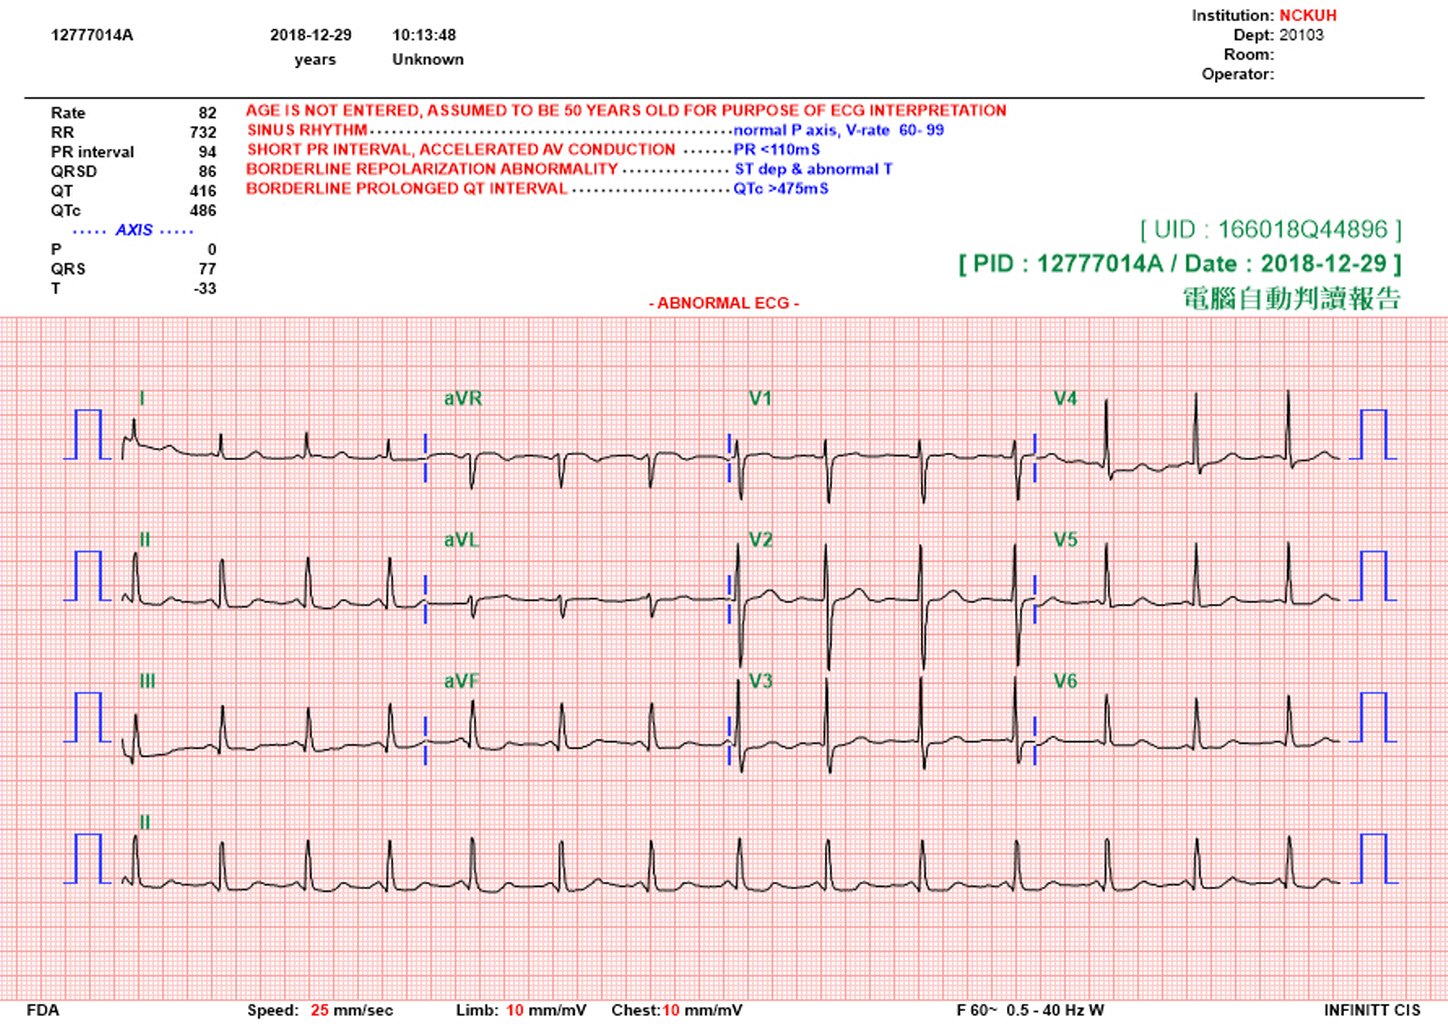 Institution: NCKUH
12777014A 2018-12-29 10:13:48 Dept: 20103
years Unknown Room:
Operator:
Rate 82 AGE IS NOT ENTERED, ASSUMED TO BE 50 YEARS OLD FOR PURPOSE OF ECG INTERPRETATION
RR 732 SINUS RHYTHM normal P axis, V-rate 60- 99
PR interval 94 SHORT PR INTERVAL, ACCELERATED AV CONDUCTION PR <110mS
QRSD 86 BORDERLINE REPOLARIZATION ABNORMALITY ST dep & abnormal T
QT 416 BORDERLINE PROLONGED QT INTERVAL QTc >475mS
QTc 486
AXIS
[ UID : 166018Q44896 ]
P 0
QRS 77
[ PID : 12777014A / Date : 2018-12-29 ]
T -33
電腦自動判讀報告
- ABNORMAL ECG -
I aVR V1 V4
II aVL V2 V5
III aVF V3 V6
II
FDA Speed: 25 mm/sec Limb: 10 mm/mV Chest:10 mm/mV F 60~ 0.5 - 40 Hz W INFINITT CIS